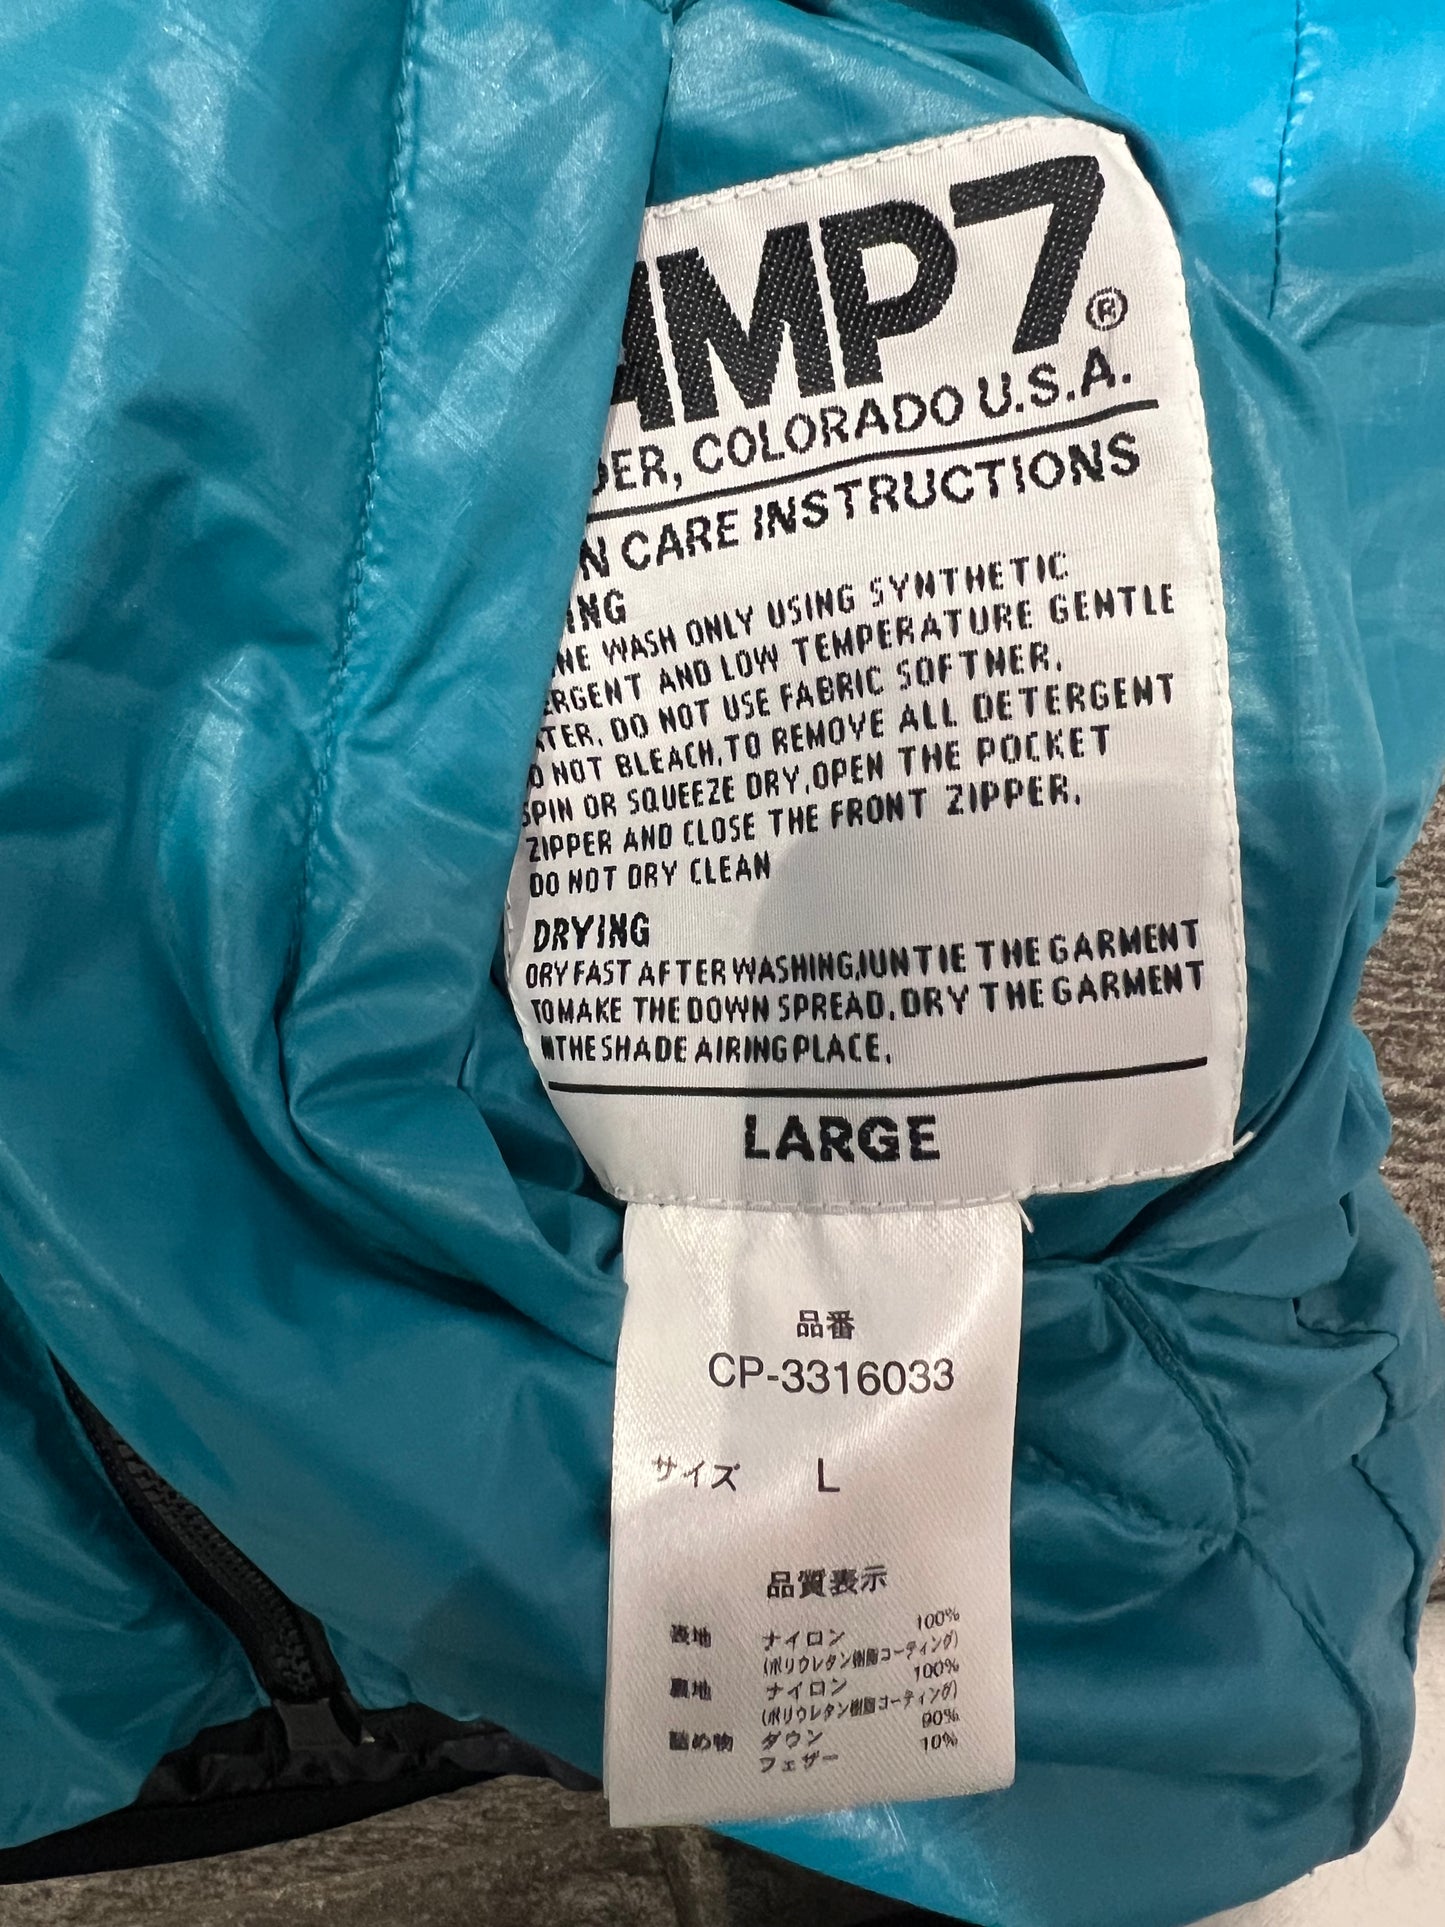 AMP7®
DER, COLORADO U.S.A.
N CARE INSTRUCTIONS
ING
INE WASH ONLY USING SYNTHETIC
ERGENT AND LOW TEMPERATURE GENTLE
TER. DO NOT USE FABRIC SOFTNER.
O NOT BLEACH,TO REMOVE ALL DETERGENT
SPIN OR SQUEEZE DRY,OPEN THE POCKET
ZIPPER AND CLOSE THE FRONT ZIPPER.
DO NOT DRY CLEAN
DRYING
DRY FAST AFTER WASHING,IUNTIE THE GARMENT
TO MAKE THE DOWN SPREAD. DRY THE GARMENT
IN THE SHADE AIRING PLACE.
LARGE
品番
CP-3316033
サイズ L
品質表示
表地 ナイロン 100%
(ポリウレタン樹脂コーティング)
裏地 ナイロン 100%
(ポリウレタン樹脂コーティング)
詰め物 ダウン 90%
フェザー 10%